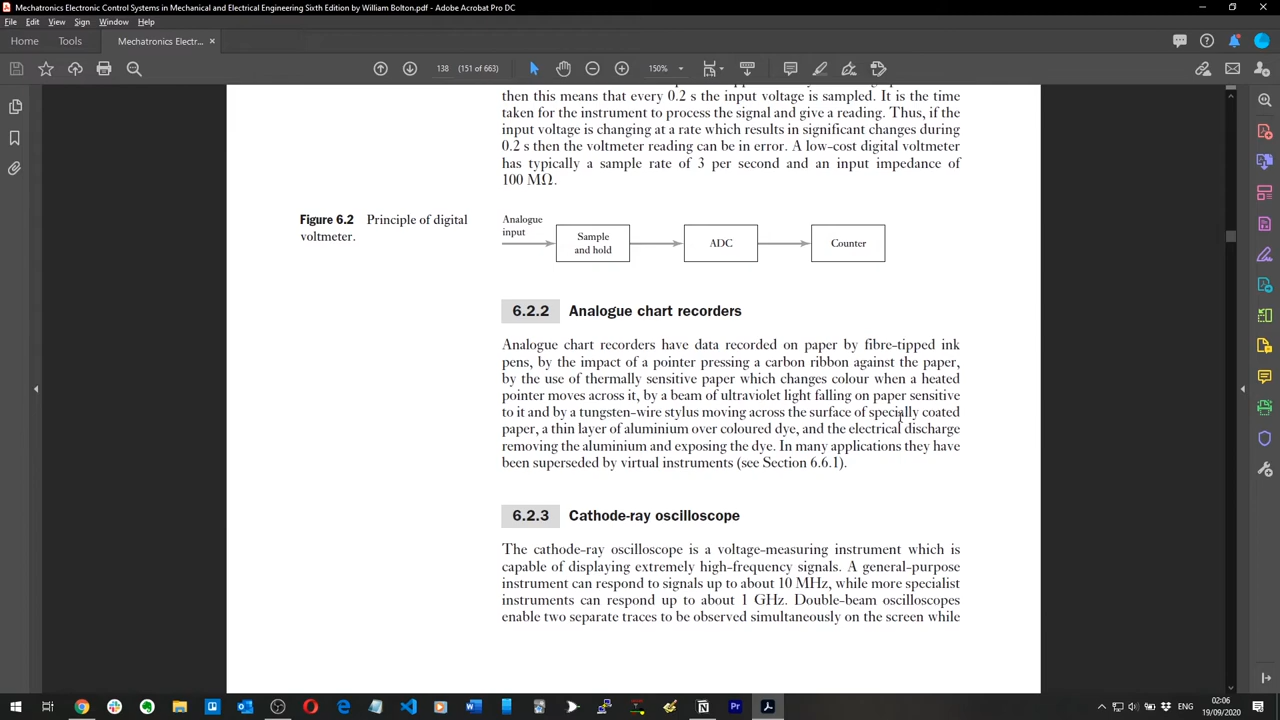 Mechatronics Electronic Control Systems in Mechanical and Electrical Engineering Sixth Edition by William Bolton.pdf - Adobe Acrobat Pro DC
File Edit View Sign Window Help
Home Tools Mechatronics Electr... ×
138 (151 of 663) 150%
then this means that every 0.2 s the input voltage is sampled. It is the time
taken for the instrument to process the signal and give a reading. Thus, if the
input voltage is changing at a rate which results in significant changes during
0.2 s then the voltmeter reading can be in error. A low-cost digital voltmeter
has typically a sample rate of 3 per second and an input impedance of
100 MΩ.
Figure 6.2 Principle of digital
voltmeter.
Analogue
input
Sample
and hold
ADC
Counter
6.2.2 Analogue chart recorders
Analogue chart recorders have data recorded on paper by fibre-tipped ink
pens, by the impact of a pointer pressing a carbon ribbon against the paper,
by the use of thermally sensitive paper which changes colour when a heated
pointer moves across it, by a beam of ultraviolet light falling on paper sensitive
to it and by a tungsten-wire stylus moving across the surface of specially coated
paper, a thin layer of aluminium over coloured dye, and the electrical discharge
removing the aluminium and exposing the dye. In many applications they have
been superseded by virtual instruments (see Section 6.6.1).
6.2.3 Cathode-ray oscilloscope
The cathode-ray oscilloscope is a voltage-measuring instrument which is
capable of displaying extremely high-frequency signals. A general-purpose
instrument can respond to signals up to about 10 MHz, while more specialist
instruments can respond up to about 1 GHz. Double-beam oscilloscopes
enable two separate traces to be observed simultaneously on the screen while
02:06
19/09/2020